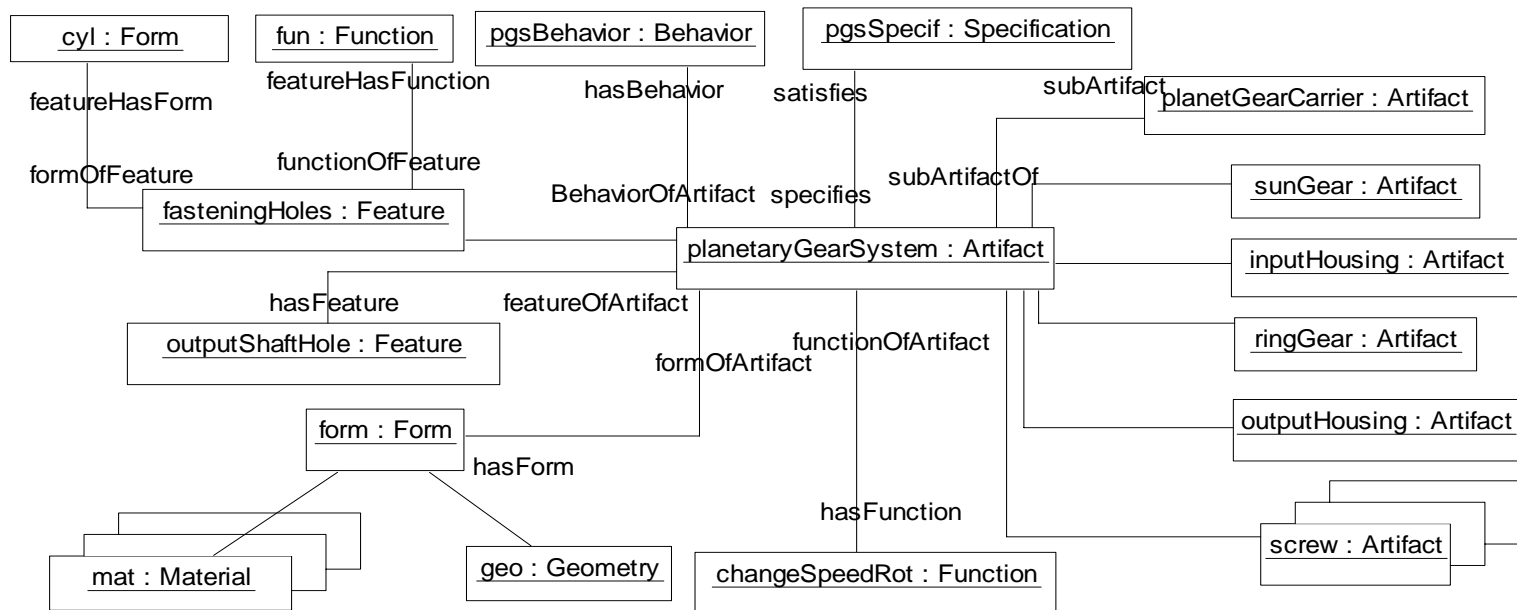 cyl : Form
fun : Function
pgsBehavior : Behavior
pgsSpecif : Specification
featureHasForm
featureHasFunction
hasBehavior
satisfies
subArtifact
planetGearCarrier : Artifact
formOfFeature
functionOfFeature
BehaviorOfArtifact
specifies
subArtifactOf
sunGear : Artifact
fasteningHoles : Feature
planetaryGearSystem : Artifact
inputHousing : Artifact
hasFeature
featureOfArtifact
outputShaftHole : Feature
formOfArtifact
functionOfArtifact
ringGear : Artifact
form : Form
hasForm
outputHousing : Artifact
hasFunction
screw : Artifact
mat : Material
geo : Geometry
changeSpeedRot : Function